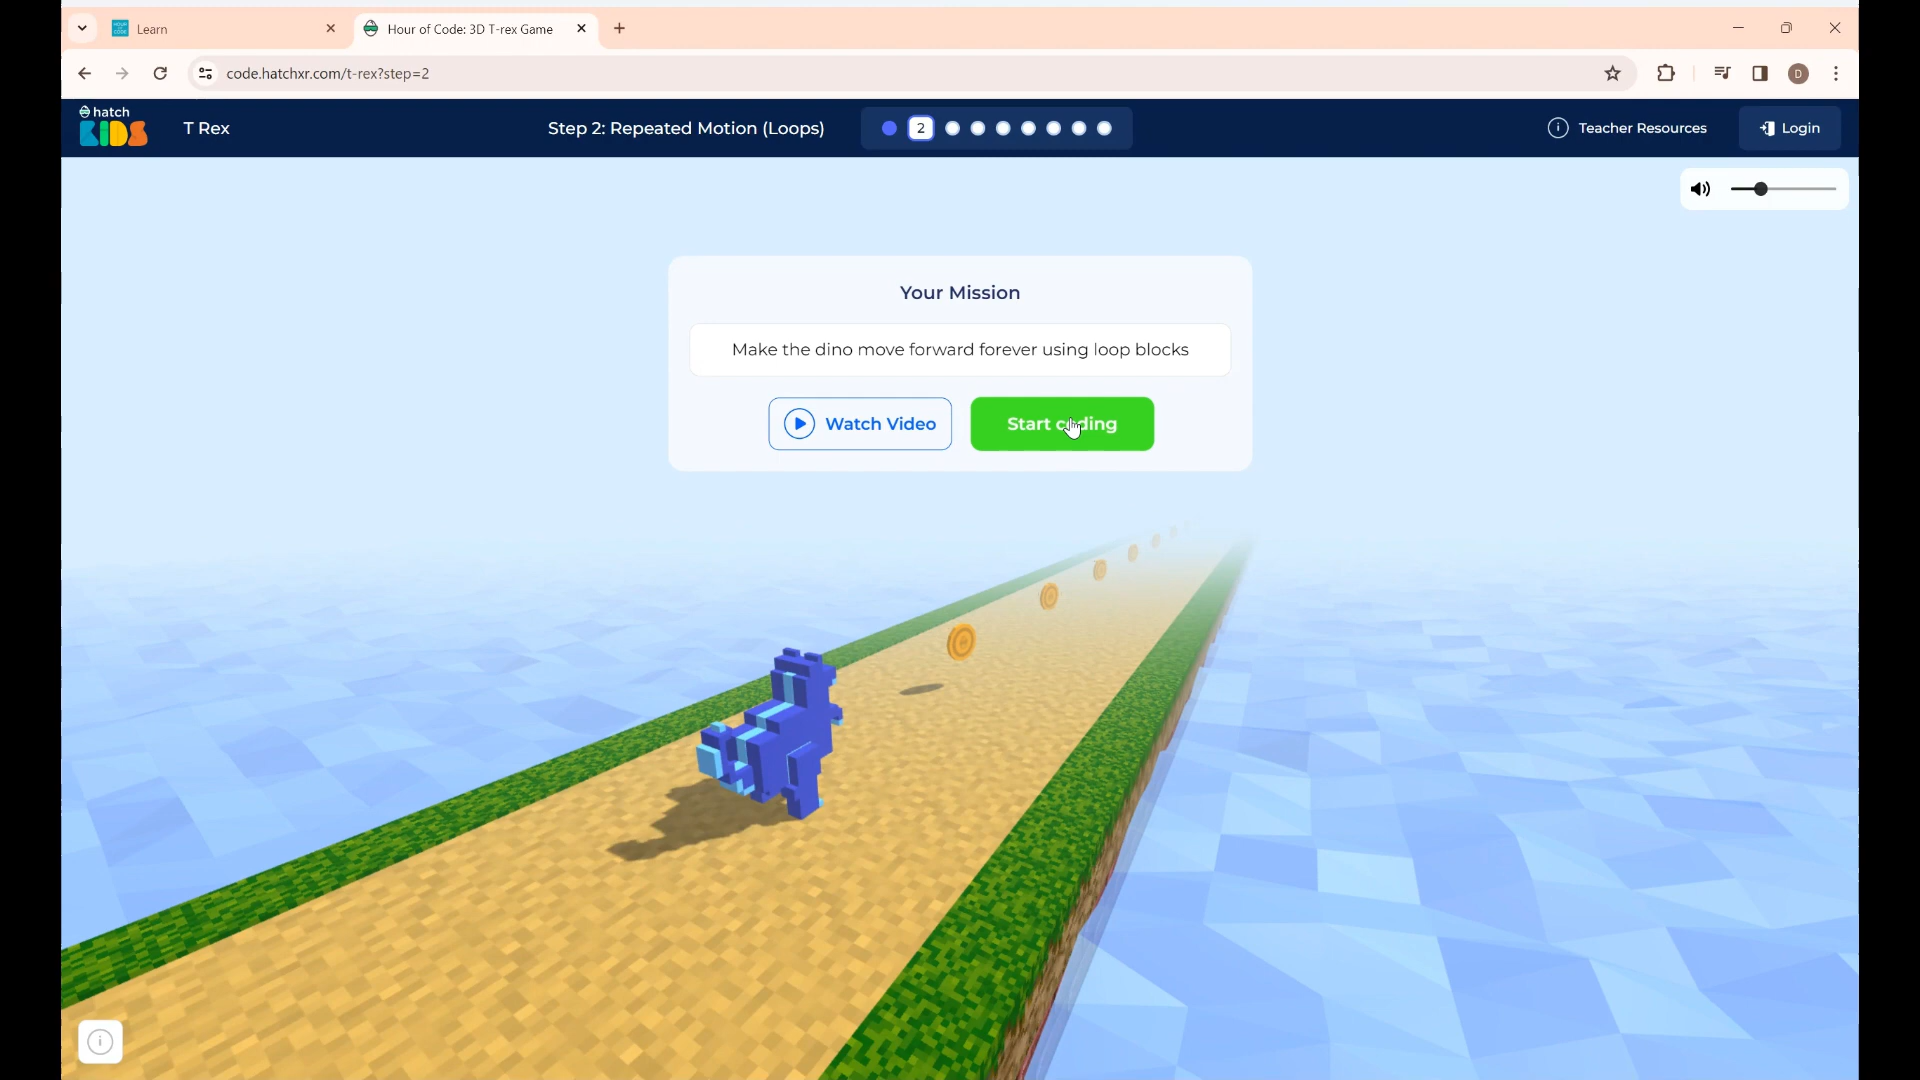 Learn
Hour of Code: 3D T-rex Game
code.hatchxr.com/t-rex?step=2
D
hatch
KIDS
T Rex
Step 2: Repeated Motion (Loops)
2
Teacher Resources
Login
Your Mission
Make the dino move forward forever using loop blocks
Watch Video
Start coding